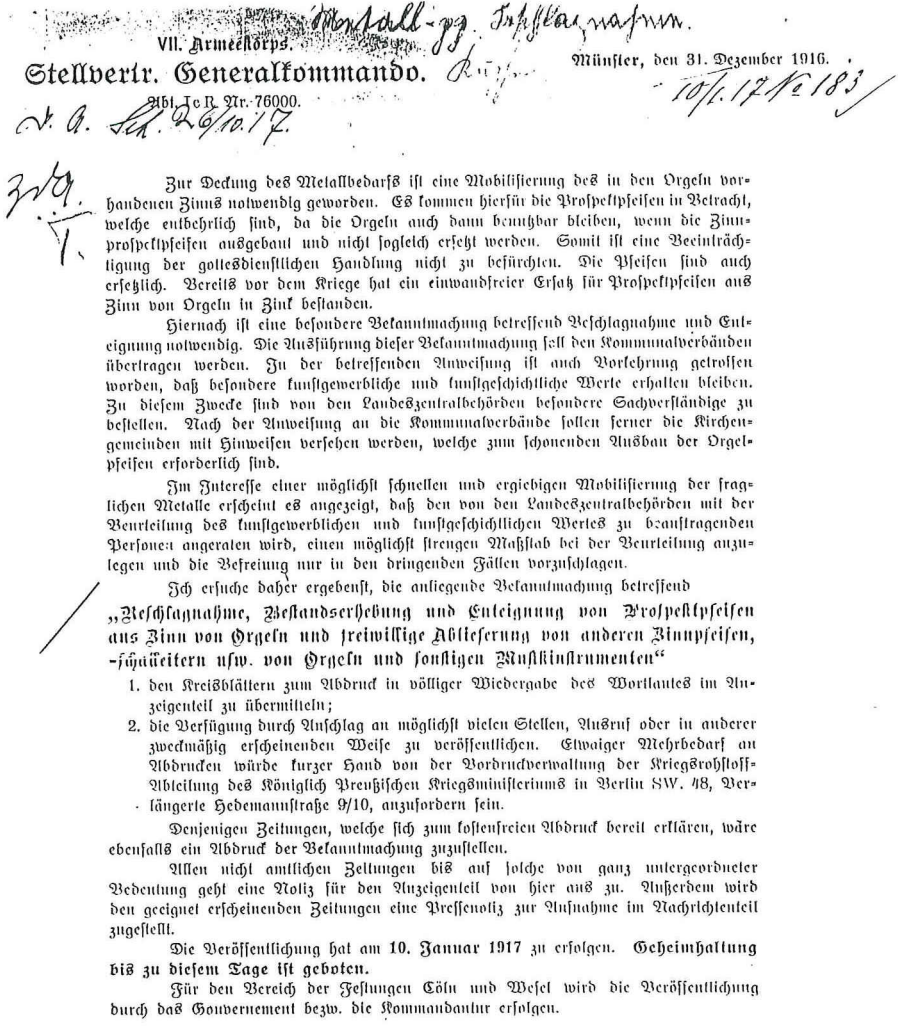 Metall-
VII. Armeekorps.
Stellvertr. Generalkommando.
Münster, den 31. Dezember 1916.
Abt. Ic R. Nr. 76000.
10/1.17 No 183
26/10.17.
Zur Deckung des Metallbedarfs ist eine Mobilisierung des in den Orgeln vor-
handenen Zinns notwendig geworden. Es kommen hierfür die Prospektpfeifen in Betracht,
welche entbehrlich sind, da die Orgeln auch dann benutzbar bleiben, wenn die Zinn-
prospektpfeifen ausgebaut und nicht sogleich ersetzt werden. Somit ist eine Beeinträch-
tigung der gottesdienstlichen Handlung nicht zu befürchten. Die Pfeifen sind auch
ersetzlich. Bereits vor dem Kriege hat ein einwandfreier Ersatz für Prospektpfeifen aus
Zinn von Orgeln in Zink bestanden.
Hiernach ist eine besondere Bekanntmachung betreffend Beschlagnahme und Ent-
eignung notwendig. Die Ausführung dieser Bekanntmachung soll den Kommunalverbänden
übertragen werden. In der betreffenden Anweisung ist auch Vorkehrung getroffen
worden, daß besondere kunstgewerbliche und kunstgeschichtliche Werte erhalten bleiben.
Zu diesem Zwecke sind von den Landeszentralbehörden besondere Sachverständige zu
bestellen. Nach der Anweisung an die Kommunalverbände sollen ferner die Kirchen-
gemeinden mit Hinweisen versehen werden, welche zum schonenden Ausbau der Orgel-
pfeifen erforderlich sind.
Im Interesse einer möglichst schnellen und ergiebigen Mobilisierung der frag-
lichen Metalle erscheint es angezeigt, daß den von den Landeszentralbehörden mit der
Beurteilung des kunstgewerblichen und kunstgeschichtlichen Wertes zu beauftragenden
Personen angeraten wird, einen möglichst strengen Maßstab bei der Beurteilung anzu-
legen und die Befreiung nur in den dringenden Fällen vorzuschlagen.
Ich ersuche daher ergebenst, die anliegende Bekanntmachung betreffend
„Beschlagnahme, Bestandserhebung und Enteignung von Prospektpfeifen
aus Zinn von Orgeln und freiwillige Ablieferung von anderen Zinnpfeifen,
-schalleitern usw. von Orgeln und sonstigen Musikinstrumenten“
1. den Kreisblättern zum Abdruck in völliger Wiedergabe des Wortlautes im An-
zeigenteil zu übermitteln;
2. die Verfügung durch Anschlag an möglichst vielen Stellen, Ausruf oder in anderer
zweckmäßig erscheinenden Weise zu veröffentlichen. Etwaiger Mehrbedarf an
Abdrucken würde kurzer Hand von der Vordruckverwaltung der Kriegsrohstoff-
Abteilung des Königlich Preußischen Kriegsministeriums in Berlin SW. 48, Ver-
längerte Hedemannstraße 9/10, anzufordern sein.
Denjenigen Zeitungen, welche sich zum kostenfreien Abdruck bereit erklären, wäre
ebenfalls ein Abdruck der Bekanntmachung zuzustellen.
Allen nicht amtlichen Zeitungen bis auf solche von ganz untergeordneter
Bedeutung geht eine Notiz für den Anzeigenteil von hier aus zu. Außerdem wird
den geeignet erscheinenden Zeitungen eine Pressenotiz zur Aufnahme im Nachrichtenteil
zugestellt.
Die Veröffentlichung hat am 10. Januar 1917 zu erfolgen. Geheimhaltung
bis zu diesem Tage ist geboten.
Für den Bereich der Festungen Cöln und Wesel wird die Veröffentlichung
durch das Gouvernement bezw. die Kommandantur erfolgen.